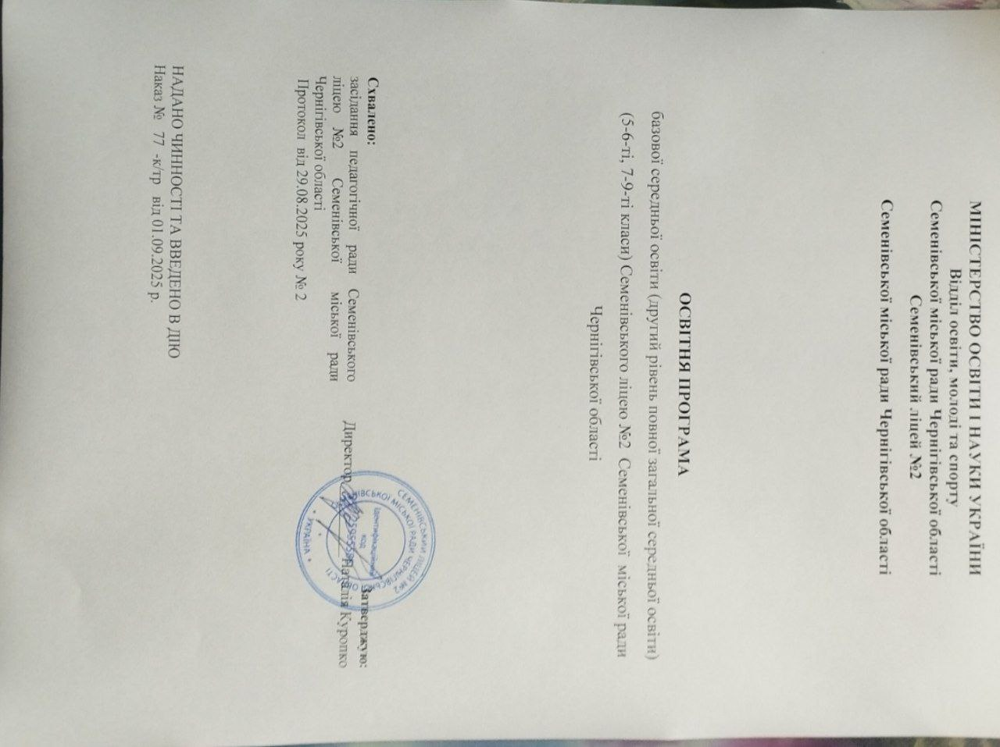 МІНІСТЕРСТВО ОСВІТИ І НАУКИ УКРАЇНИ
Відділ освіти, молоді та спорту
Семенівської міської ради Чернігівської області
Семенівський ліцей №2
Семенівської міської ради Чернігівської області
ОСВІТНЯ ПРОГРАМА
базової середньої освіти (другий рівень повної загальної середньої освіти)
(5-6-ті, 7-9-ті класи) Семенівського ліцею №2 Семенівської міської ради
Чернігівської області
Схвалено:
засідання педагогічної ради Семенівського
ліцею №2 Семенівської міської ради
Чернігівської області
Протокол від 29.08.2025 року № 2
Затверджую:
Директор Наталія Куропко
СЕМЕНІВСЬКИЙ ЛІЦЕЙ №2
МІСЬКОЇ РАДИ ЧЕРНІГІВСЬКОЇ ОБЛАСТІ
Ідентифікаційний
код
* УКРАЇНА *
НАДАНО ЧИННОСТІ ТА ВВЕДЕНО В ДІЮ
Наказ № 77 -к/тр від 01.09.2025 р.